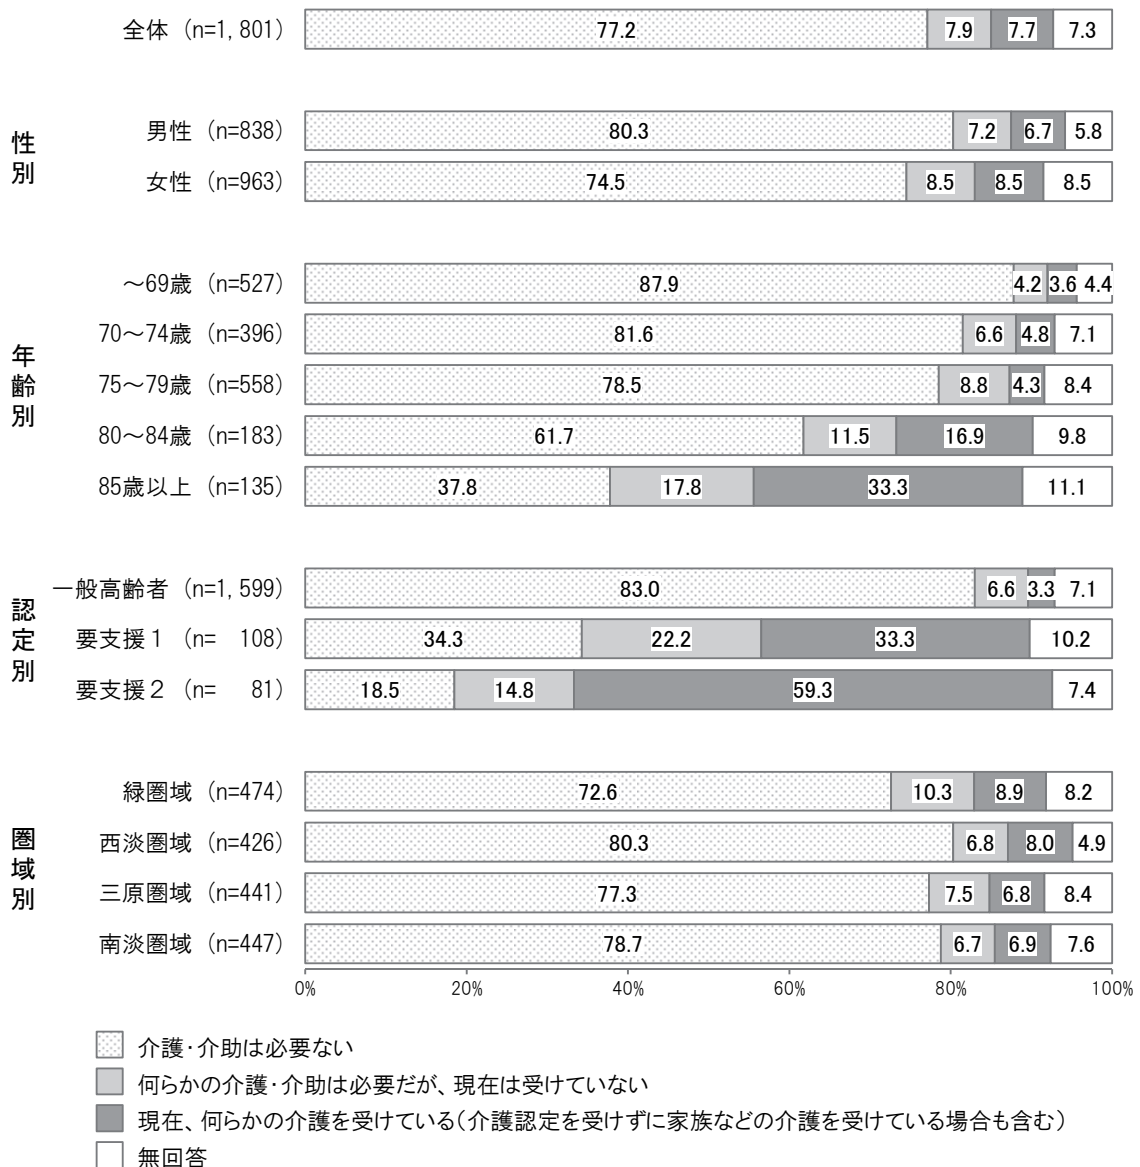 全体 (n=1,801) 77.2 7.9 7.7 7.3
性別
男性 (n=838) 80.3 7.2 6.7 5.8
女性 (n=963) 74.5 8.5 8.5 8.5
年齢別
～69歳 (n=527) 87.9 4.2 3.6 4.4
70～74歳 (n=396) 81.6 6.6 4.8 7.1
75～79歳 (n=558) 78.5 8.8 4.3 8.4
80～84歳 (n=183) 61.7 11.5 16.9 9.8
85歳以上 (n=135) 37.8 17.8 33.3 11.1
認定別
一般高齢者 (n=1,599) 83.0 6.6 3.3 7.1
要支援１ (n= 108) 34.3 22.2 33.3 10.2
要支援２ (n= 81) 18.5 14.8 59.3 7.4
圏域別
緑圏域 (n=474) 72.6 10.3 8.9 8.2
西淡圏域 (n=426) 80.3 6.8 8.0 4.9
三原圏域 (n=441) 77.3 7.5 6.8 8.4
南淡圏域 (n=447) 78.7 6.7 6.9 7.6
0% 20% 40% 60% 80% 100%
介護・介助は必要ない
何らかの介護・介助は必要だが、現在は受けていない
現在、何らかの介護を受けている（介護認定を受けずに家族などの介護を受けている場合も含む）
無回答